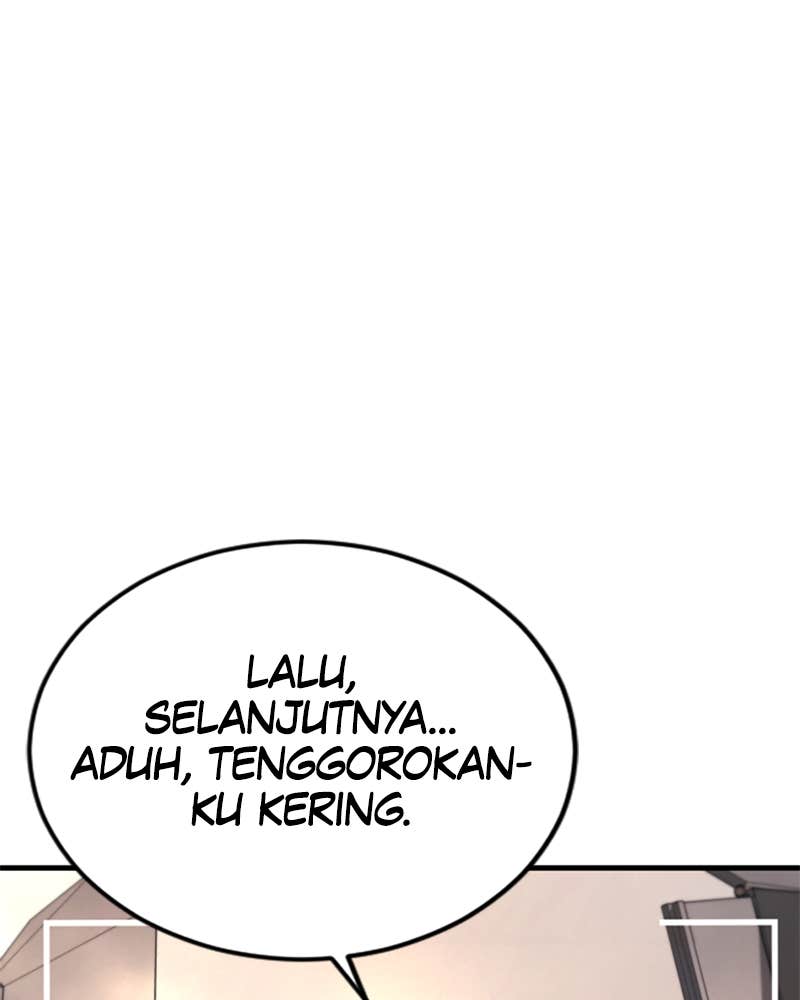 LALU,
SELANJUTNYA...
ADUH, TENGGOROKAN-
KU KERING.